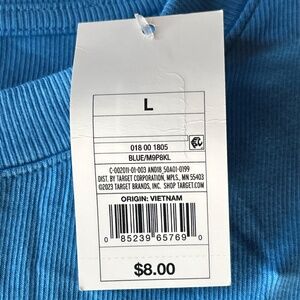 L
018 00 1805
BLUE/M9P8KL
C-002011-01-003 AND018_50A01-0199
DIST. BY TARGET CORPORATION, MPLS., MN 55403
©2023 TARGET BRANDS, INC. SHOP TARGET.COM
ORIGIN: VIETNAM
0 85239 65769 0
$8.00